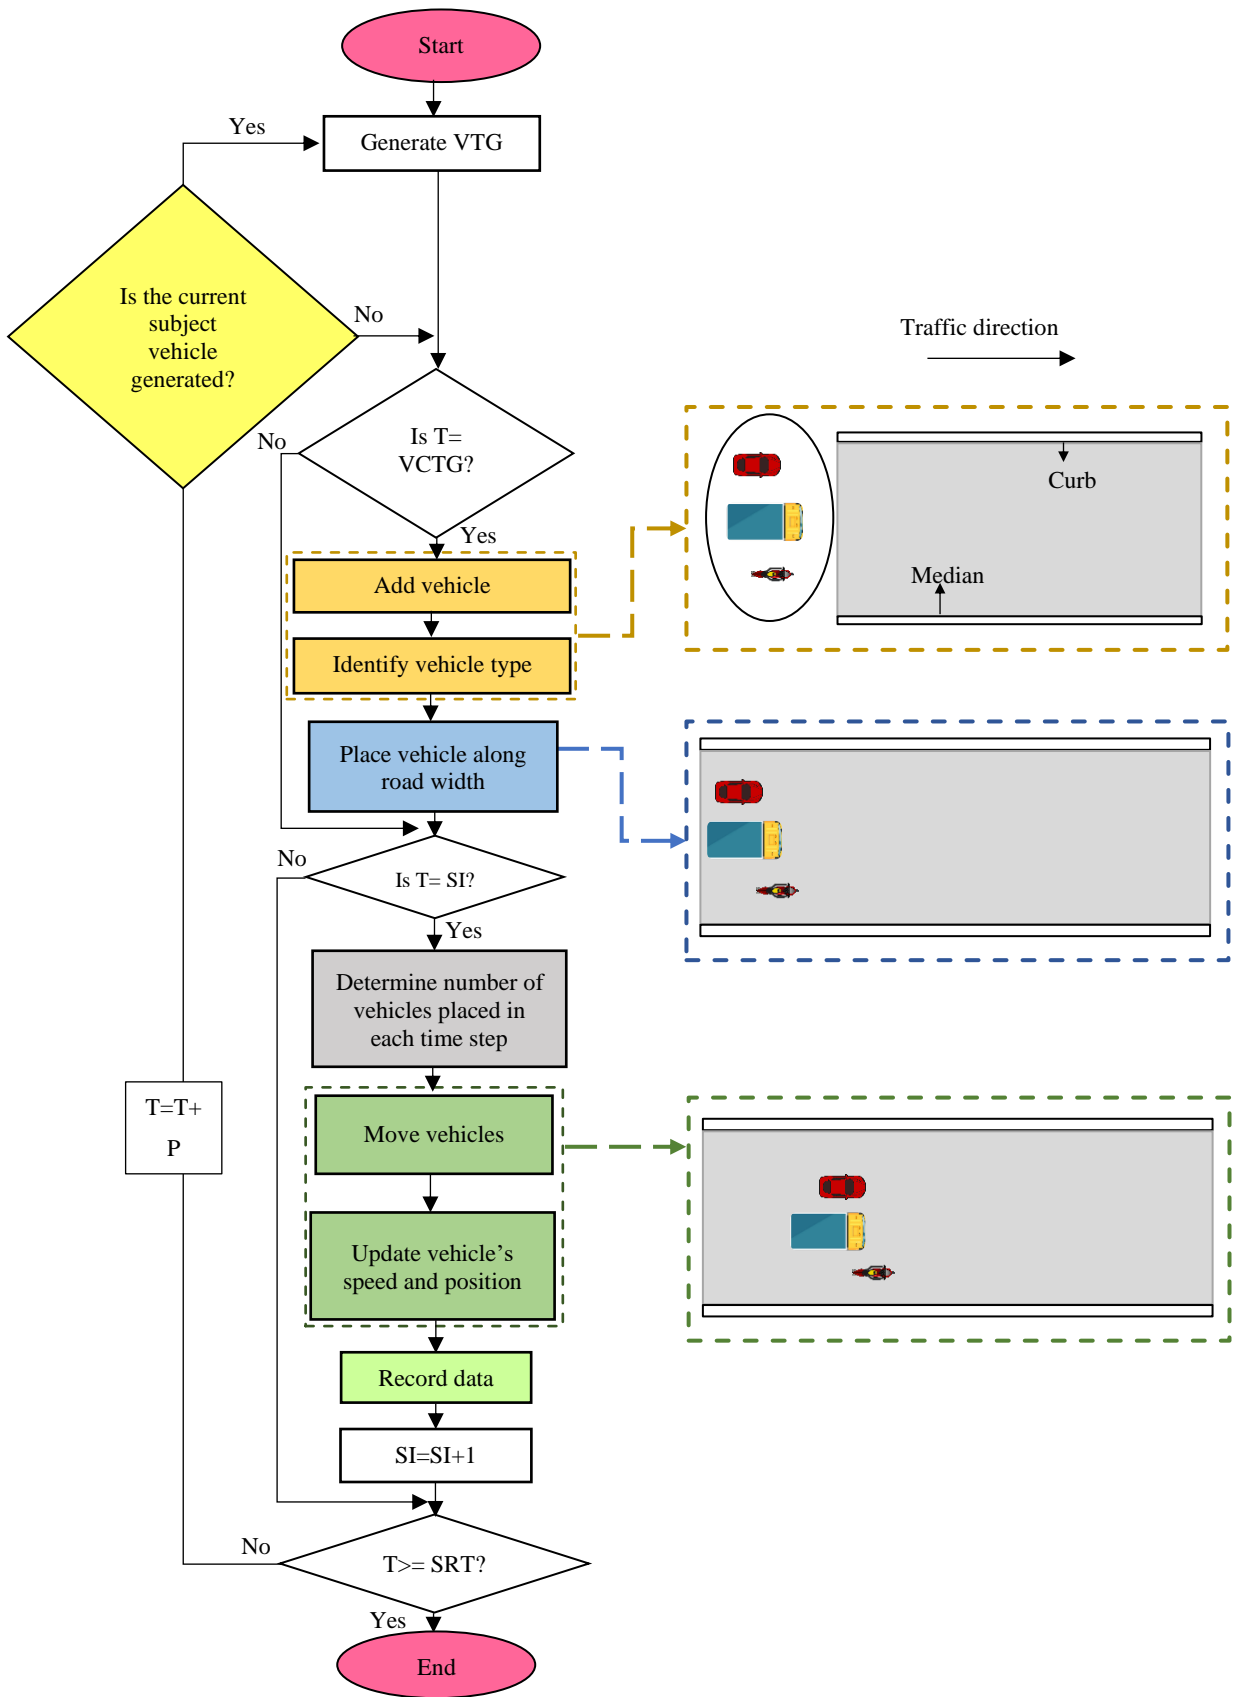 Start
Yes
Generate VTG
Is the current
subject
vehicle
generated?
No
Traffic direction
No
Is T=
VCTG?
Curb
Yes
Add vehicle
Median
Identify vehicle type
Place vehicle along
road width
No
Is T= SI?
Yes
Determine number of
vehicles placed in
each time step
T=T+
P
Move vehicles
Update vehicle’s
speed and position
Record data
SI=SI+1
No
T>= SRT?
Yes
End